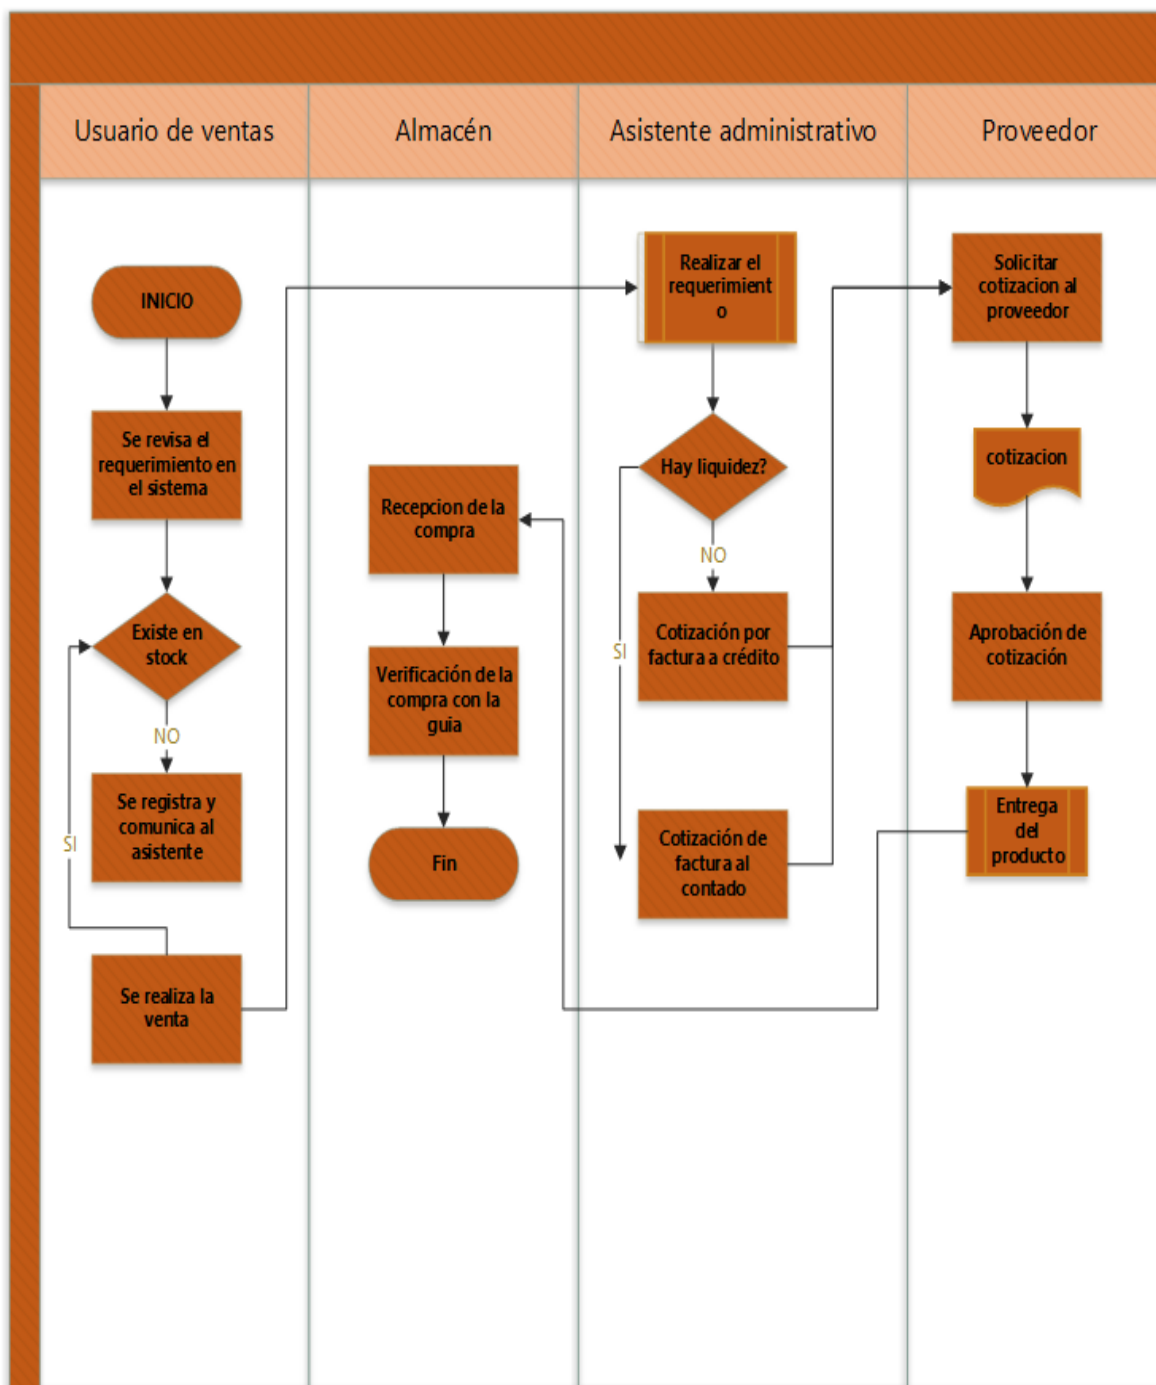 Usuario de ventas
Almacén
Asistente administrativo
Proveedor
INICIO
Se revisa el
requerimiento en
el sistema
Existe en
stock
NO
Se registra y
comunica al
asistente
SI
Se realiza la
venta
Recepcion de la
compra
Verificación de la
compra con la
guia
Fin
Realizar el
requerimient
o
Hay liquidez?
NO
Cotización por
factura a crédito
SI
Cotización de
factura al
contado
Solicitar
cotizacion al
proveedor
cotizacion
Aprobación de
cotización
Entrega
del
producto